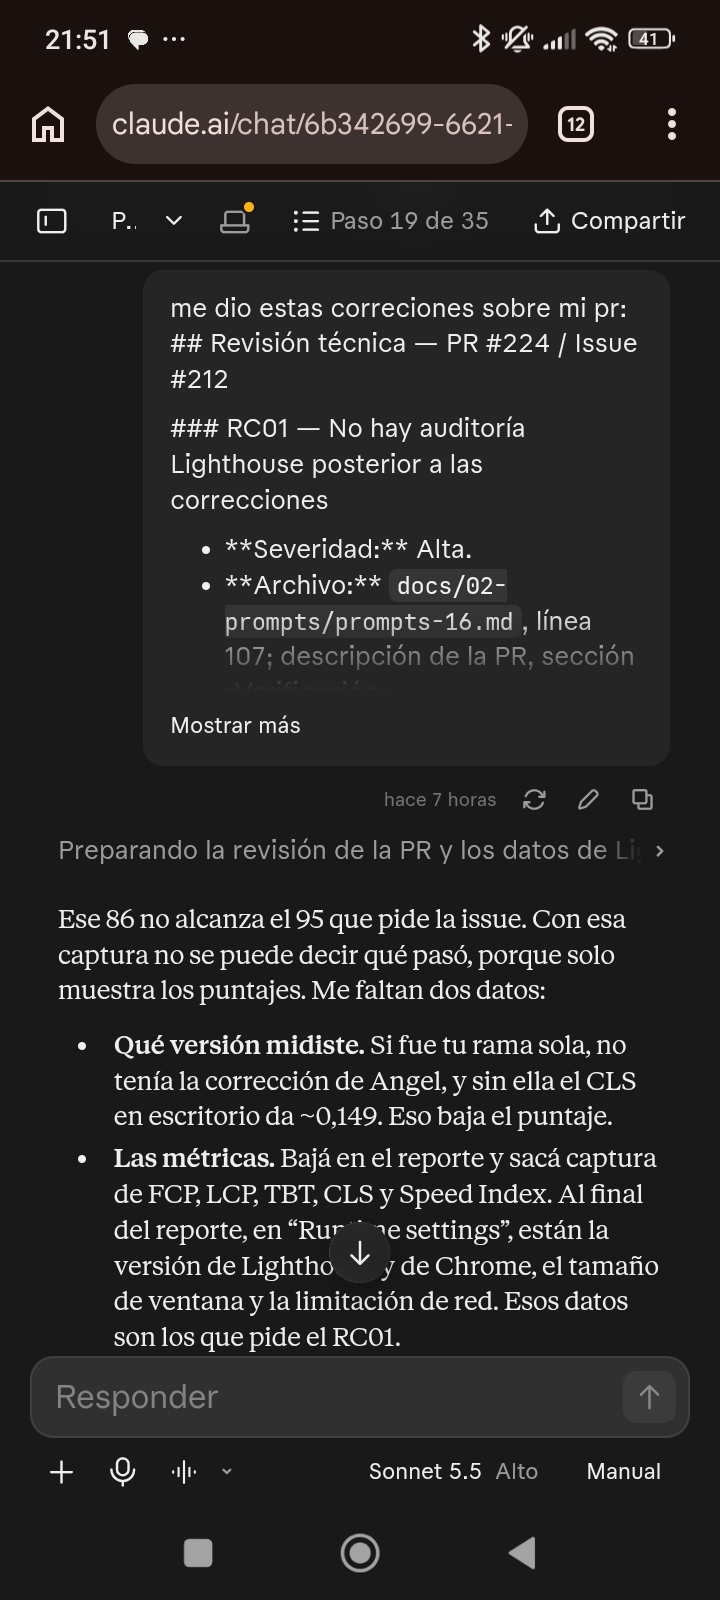 21:51
41
claude.ai/chat/6b342699-6621-
12
P..
Paso 19 de 35
Compartir
me dio estas correciones sobre mi pr:
## Revisión técnica — PR #224 / Issue
#212
### RC01 — No hay auditoría
Lighthouse posterior a las
correcciones
• **Severidad:** Alta.
• **Archivo:** docs/02-
prompts/prompts-16.md , línea
107; descripción de la PR, sección
Mostrar más
hace 7 horas
Preparando la revisión de la PR y los datos de
Ese 86 no alcanza el 95 que pide la issue. Con esa
captura no se puede decir qué pasó, porque solo
muestra los puntajes. Me faltan dos datos:
• Qué versión midiste. Si fue tu rama sola, no
tenía la corrección de Angel, y sin ella el CLS
en escritorio da ~0,149. Eso baja el puntaje.
• Las métricas. Bajá en el reporte y sacá captura
de FCP, LCP, TBT, CLS y Speed Index. Al final
del reporte, en “Runtime settings”, están la
versión de Lighthouse y de Chrome, el tamaño
de ventana y la limitación de red. Esos datos
son los que pide el RC01.
Responder
Sonnet 5.5 Alto
Manual